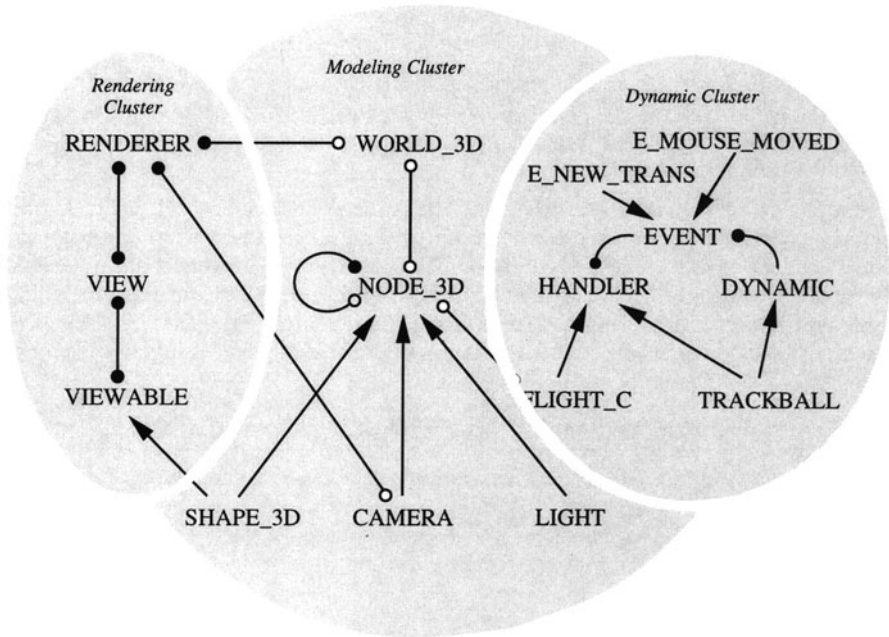 Modeling Cluster
Rendering
Cluster
Dynamic Cluster
RENDERER
WORLD_3D
E_MOUSE_MOVED
E_NEW_TRANS
EVENT
VIEW
NODE_3D
HANDLER
DYNAMIC
VIEWABLE
FLIGHT_C
TRACKBALL
SHAPE_3D
CAMERA
LIGHT